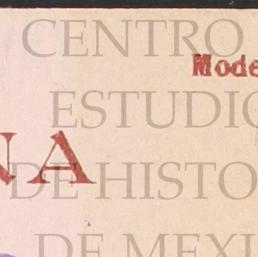 CENTRO
Mode
ESTUDIO
NA
DE HISTO
DE MEXI